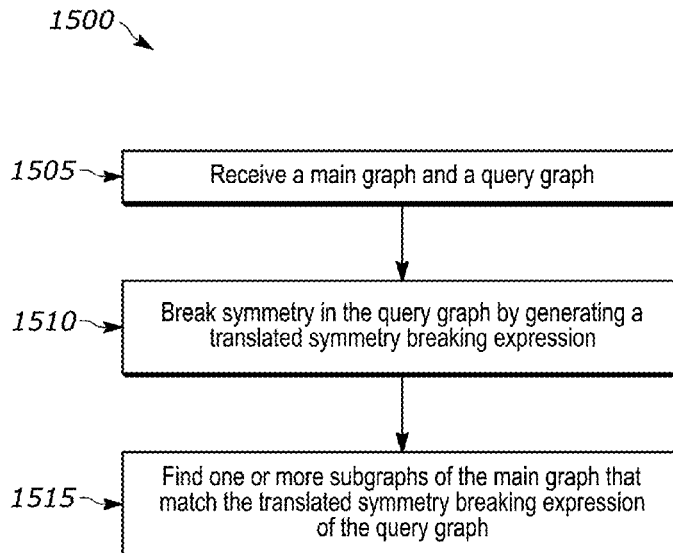 1500
1505
Receive a main graph and a query graph
1510
Break symmetry in the query graph by generating a
translated symmetry breaking expression
1515
Find one or more subgraphs of the main graph that
match the translated symmetry breaking expression
of the query graph